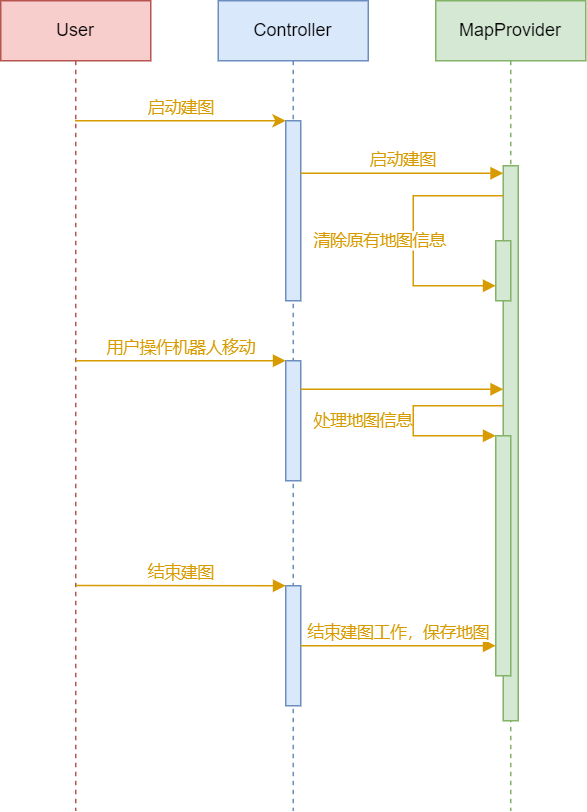 User
Controller
MapProvider
启动建图
启动建图
清除原有地图信息
用户操作机器人移动
处理地图信息
结束建图
结束建图工作，保存地图